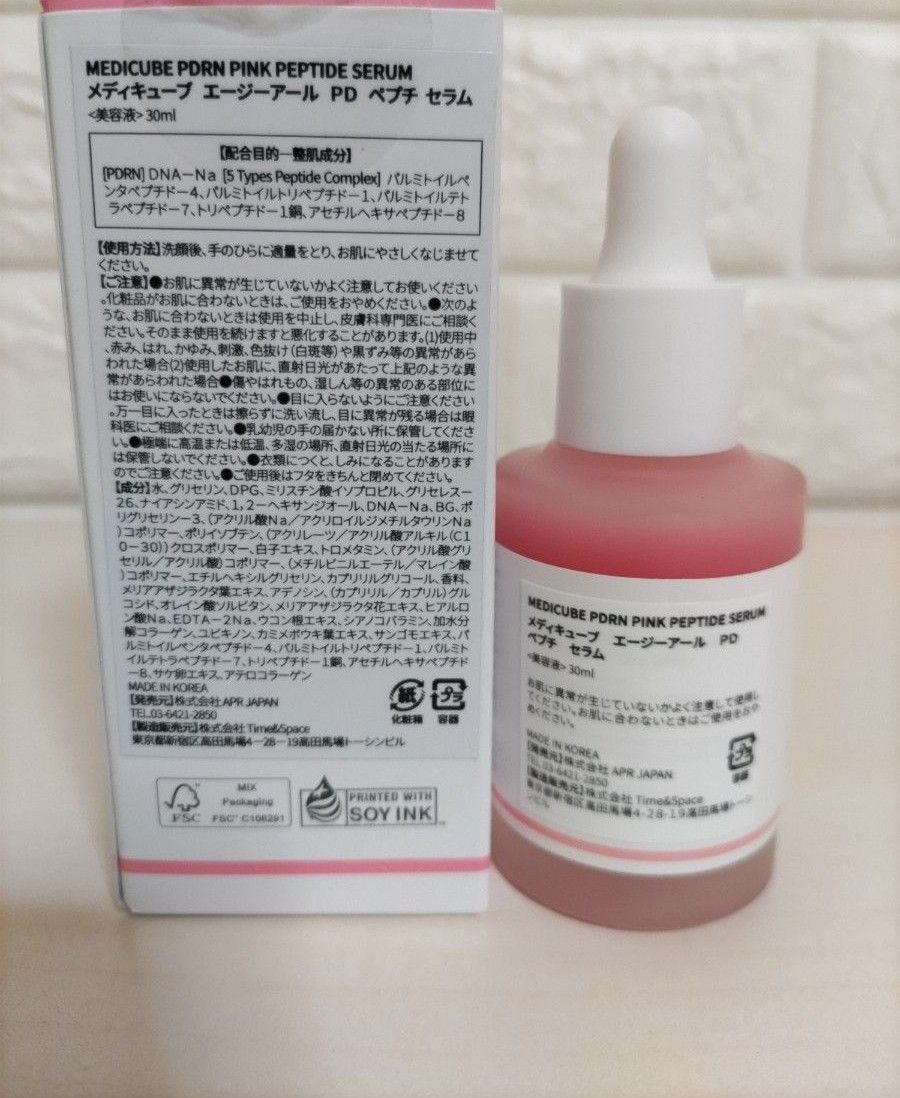 MEDICUBE PDRN PINK PEPTIDE SERUM
メディキューブ エージーアール PD ペプチ セラム
<美容液> 30ml
【配合目的―整肌成分】
[PDRN] DNA－Na [5 Types Peptide Complex] パルミトイルペ
ンタペプチド－4、パルミトイルトリペプチド－1、パルミトイルテト
ラペプチド－7、トリペプチド－1銅、アセチルヘキサペプチド－8
【使用方法】洗顔後、手のひらに適量をとり、お肌にやさしくなじませて
ください。
【ご注意】●お肌に異常が生じていないかよく注意してお使いください
。化粧品がお肌に合わないときは、ご使用をおやめください。●次のよ
うな、お肌に合わないときは使用を中止し、皮膚科専門医にご相談く
ださい。そのまま使用を続けますと悪化することがあります。(1)使用中
、赤み、はれ、かゆみ、刺激、色抜け(白斑等)や黒ずみ等の異常があら
われた場合(2)使用したお肌に、直射日光があたって上記のような異
常があらわれた場合●傷やはれもの、湿しん等の異常のある部位に
はお使いにならないでください。●目に入らないようにご注意ください
。万一目に入ったときは擦らずに洗い流し、目に異常が残る場合は眼
科医にご相談ください。●乳幼児の手の届かない所に保管してくださ
い。●極端に高温または低温、多湿の場所、直射日光の当たる場所に
は保管しないでください。●衣類につくと、しみになることがあります
のでご注意ください。●ご使用後はフタをきちんと閉めてください。
【成分】水、グリセリン、DPG、ミリスチン酸イソプロピル、グリセレス－
26、ナイアシンアミド、1，2－ヘキサンジオール、DNA－Na、BG、ポ
リグリセリン－3、(アクリル酸Na／アクリロイルジメチルタウリンNa
)コポリマー、ポリイソブテン、(アクリレーツ／アクリル酸アルキル(C1
0－30))クロスポリマー、白子エキス、トロメタミン、(アクリル酸グリ
セリル／アクリル酸)コポリマー、(メチルビニルエーテル／マレイン酸
)コポリマー、エチルヘキシルグリセリン、カプリリルグリコール、香料、
メリアアザジラクタ葉エキス、アデノシン、(カプリリル／カプリル)グル
コシド、オレイン酸ソルビタン、メリアアザジラクタ花エキス、ヒアルロ
ン酸Na、EDTA－2Na、ウコン根エキス、シアノコバラミン、加水分
解コラーゲン、ユビキノン、カミメボウキ葉エキス、サンゴモエキス、パ
ルミトイルペンタペプチド－4、パルミトイルトリペプチド－1、パルミト
イルテトラペプチド－7、トリペプチド－1銅、アセチルヘキサペプチド
－8、サケ卵エキス、アテロコラーゲン
MADE IN KOREA
【発売元】株式会社 APR JAPAN
TEL.03-6421-2850
【製造販売元】株式会社 Time&Space
東京都新宿区高田馬場4－28－19高田馬場トーシンビル
紙
化粧箱
プラ
容器
FSC
MIX
Packaging
FSC™ C108291
PRINTED WITH
SOY INK
MEDICUBE PDRN PINK PEPTIDE SERUM
メディキューブ エージーアール PD
ペプチ セラム
<美容液> 30ml
お肌に異常が生じていないかよく注意して使用し
てください。お肌に合わないときはご使用をおや
めください。
MADE IN KOREA
【発売元】株式会社 APR JAPAN
TEL.03-6421-2850
【製造販売元】株式会社 Time&Space
東京都新宿区高田馬場4-28-19高田馬場トーシ
ンビル
プラ
容器